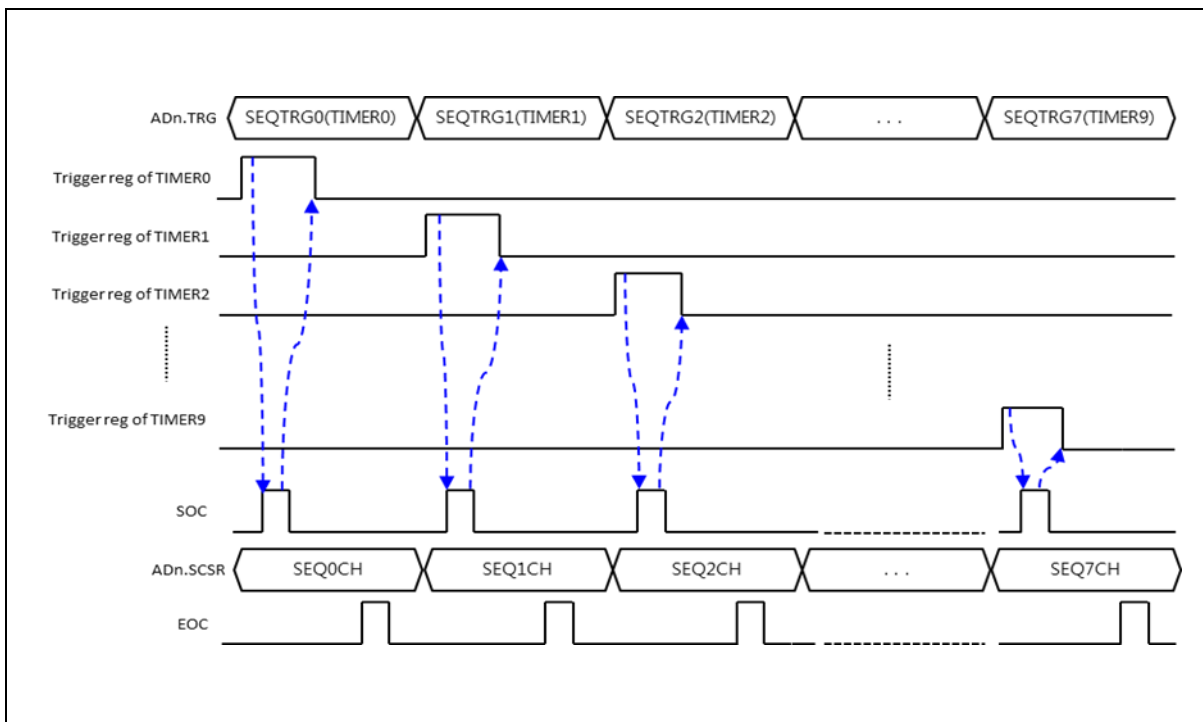 ADn.TRG SEQTRG0(TIMER0) SEQTRG1(TIMER1) SEQTRG2(TIMER2) . . . SEQTRG7(TIMER9)
Trigger reg of TIMER0
Trigger reg of TIMER1
Trigger reg of TIMER2
Trigger reg of TIMER9
SOC
ADn.SCSR SEQ0CH SEQ1CH SEQ2CH . . . SEQ7CH
EOC